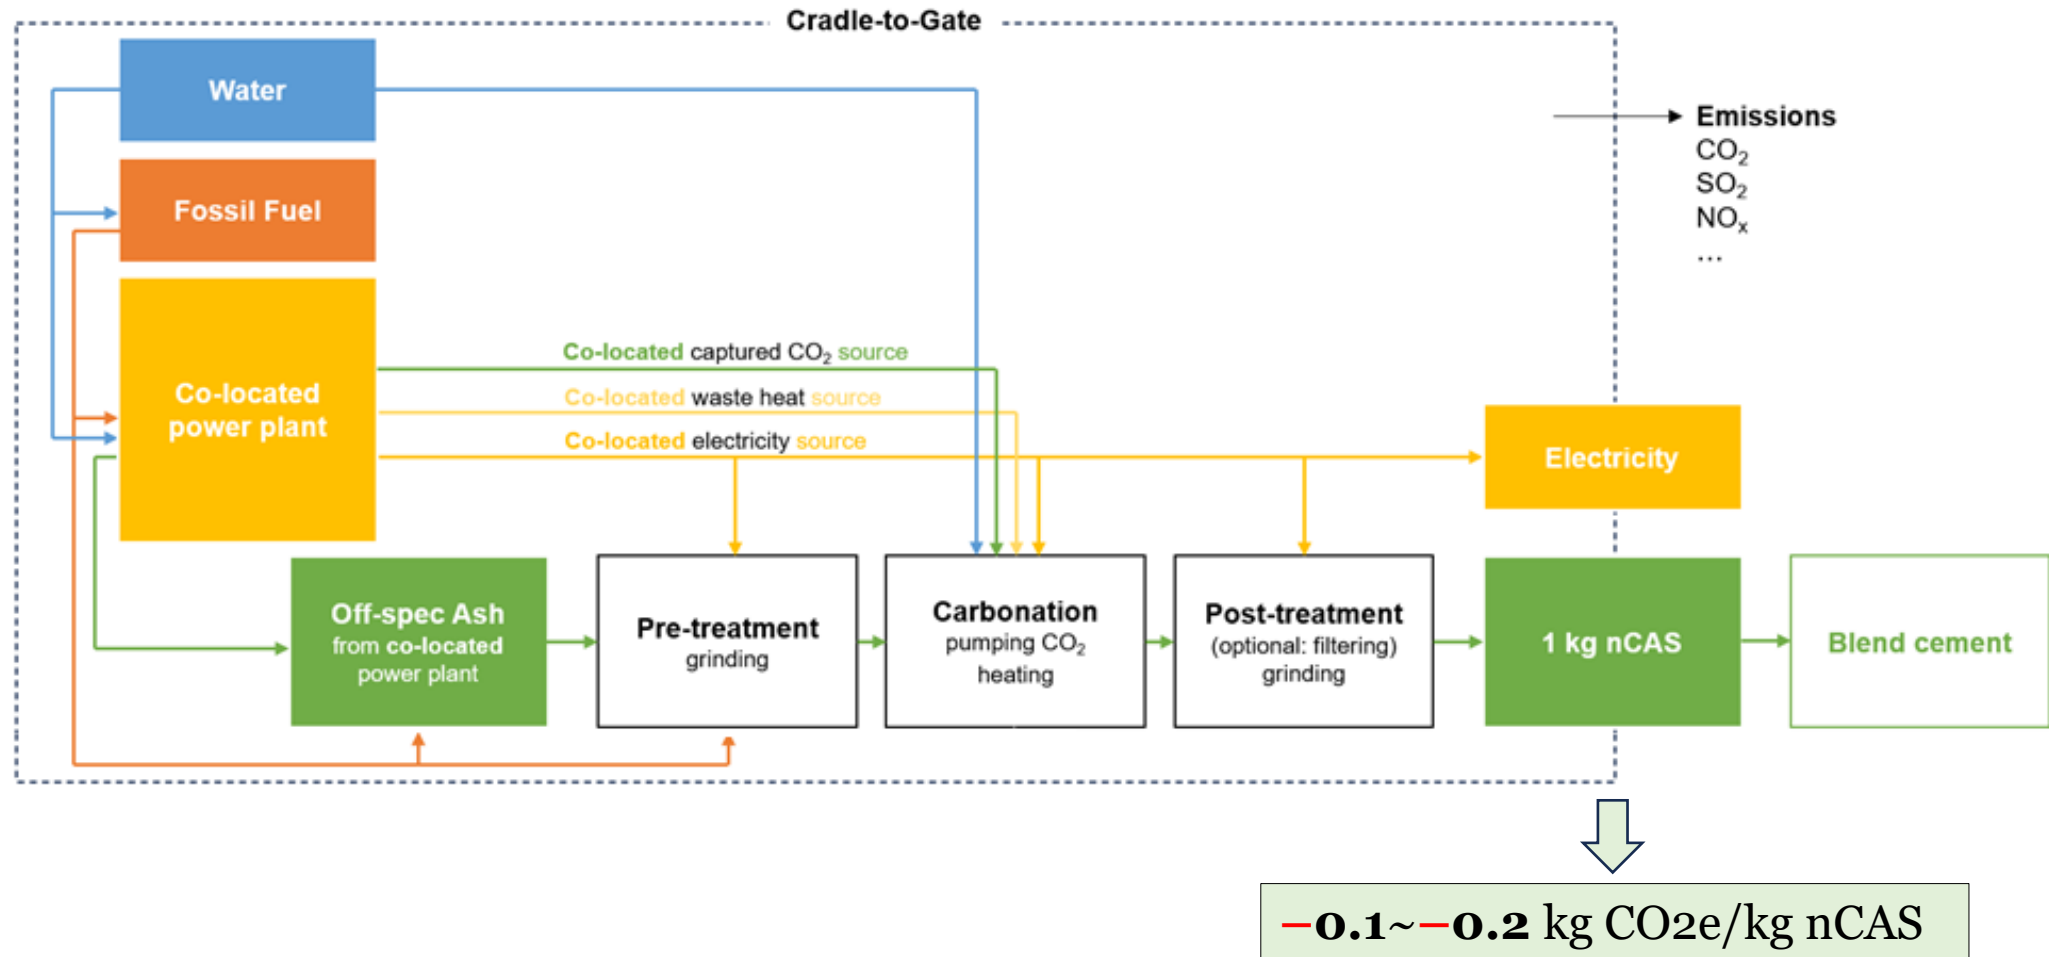 Cradle-to-Gate
Water
Fossil Fuel
Co-located
power plant
Emissions
CO₂
SO₂
NOₓ
...
Co-located captured CO₂ source
Co-located waste heat source
Co-located electricity source
Electricity
Off-spec Ash
from co-located
power plant
Pre-treatment
grinding
Carbonation
pumping CO₂
heating
Post-treatment
(optional: filtering)
grinding
1 kg nCAS
Blend cement
−0.1~−0.2 kg CO2e/kg nCAS